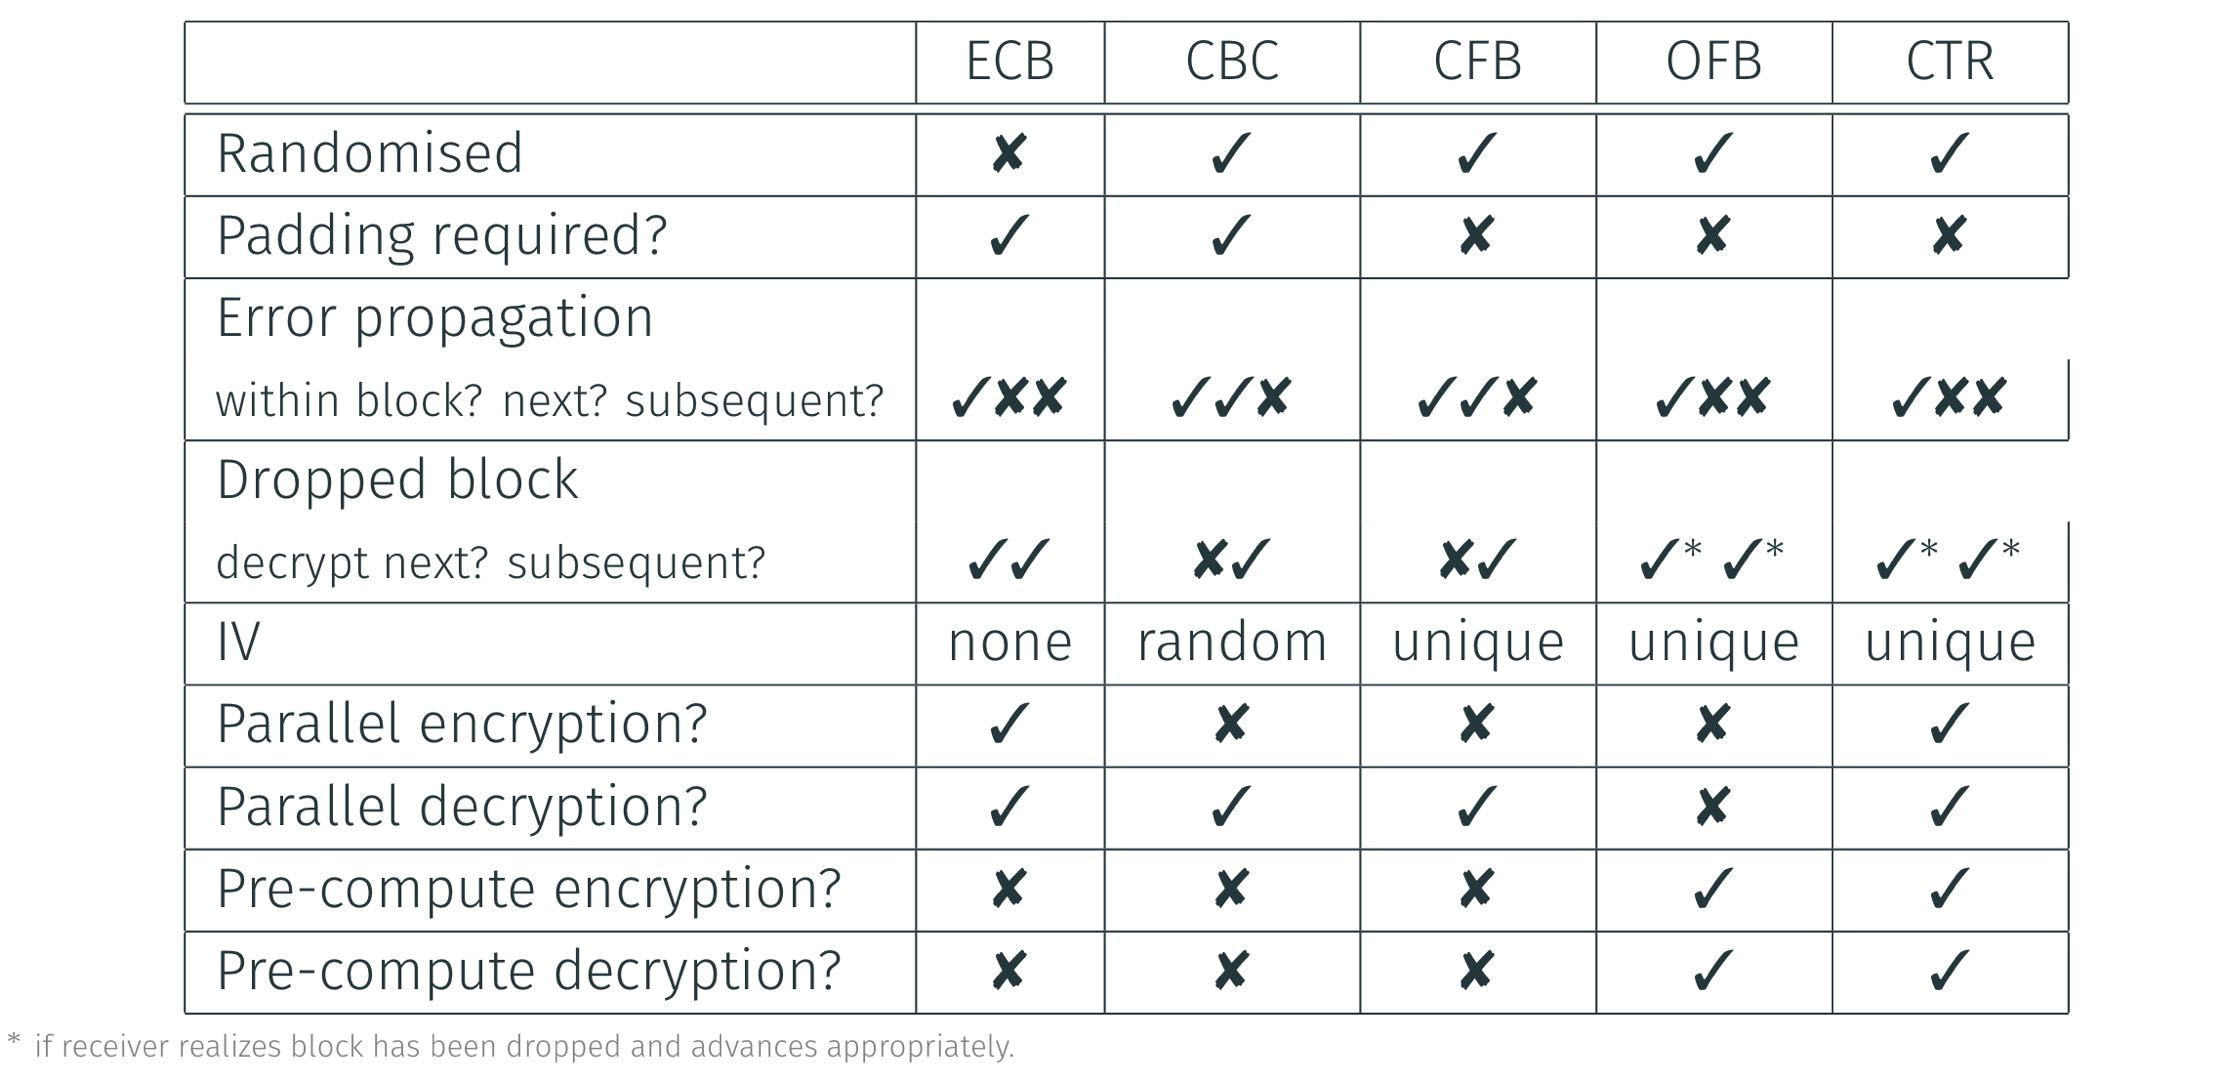 ECB CBC CFB OFB CTR
Randomised ✘ ✓ ✓ ✓ ✓
Padding required? ✓ ✓ ✘ ✘ ✘
Error propagation
within block? next? subsequent? ✓✘✘ ✓✓✘ ✓✓✘ ✓✘✘ ✓✘✘
Dropped block
decrypt next? subsequent? ✓✓ ✘✓ ✘✓ ✓* ✓* ✓* ✓*
IV none random unique unique unique
Parallel encryption? ✓ ✘ ✘ ✘ ✓
Parallel decryption? ✓ ✓ ✓ ✘ ✓
Pre-compute encryption? ✘ ✘ ✘ ✓ ✓
Pre-compute decryption? ✘ ✘ ✘ ✓ ✓
* if receiver realizes block has been dropped and advances appropriately.